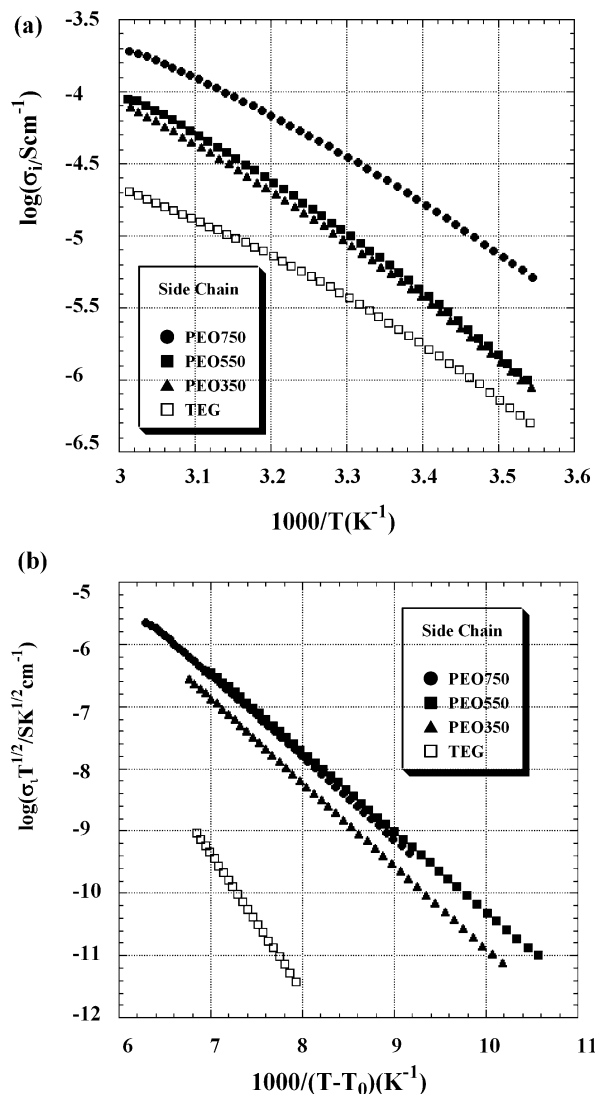 (a)
-3.5
-4
-4.5
-5
-5.5
-6
-6.5
log(σi/Scm-1)
Side Chain
PEO750
PEO550
PEO350
TEG
3 3.1 3.2 3.3 3.4 3.5 3.6
1000/T(K-1)
(b)
-5
-6
-7
-8
-9
-10
-11
-12
log(σιT1/2/SK1/2cm-1)
Side Chain
PEO750
PEO550
PEO350
TEG
6 7 8 9 10 11
1000/(T-T0)(K-1)